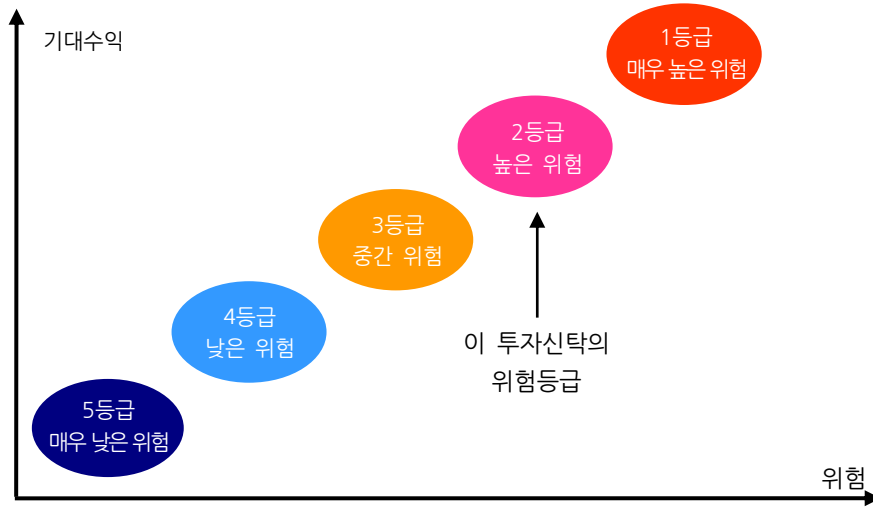 기대수익
1등급
매우 높은 위험
2등급
높은 위험
3등급
중간 위험
4등급
낮은 위험
이 투자신탁의
위험등급
5등급
매우 낮은 위험
위험